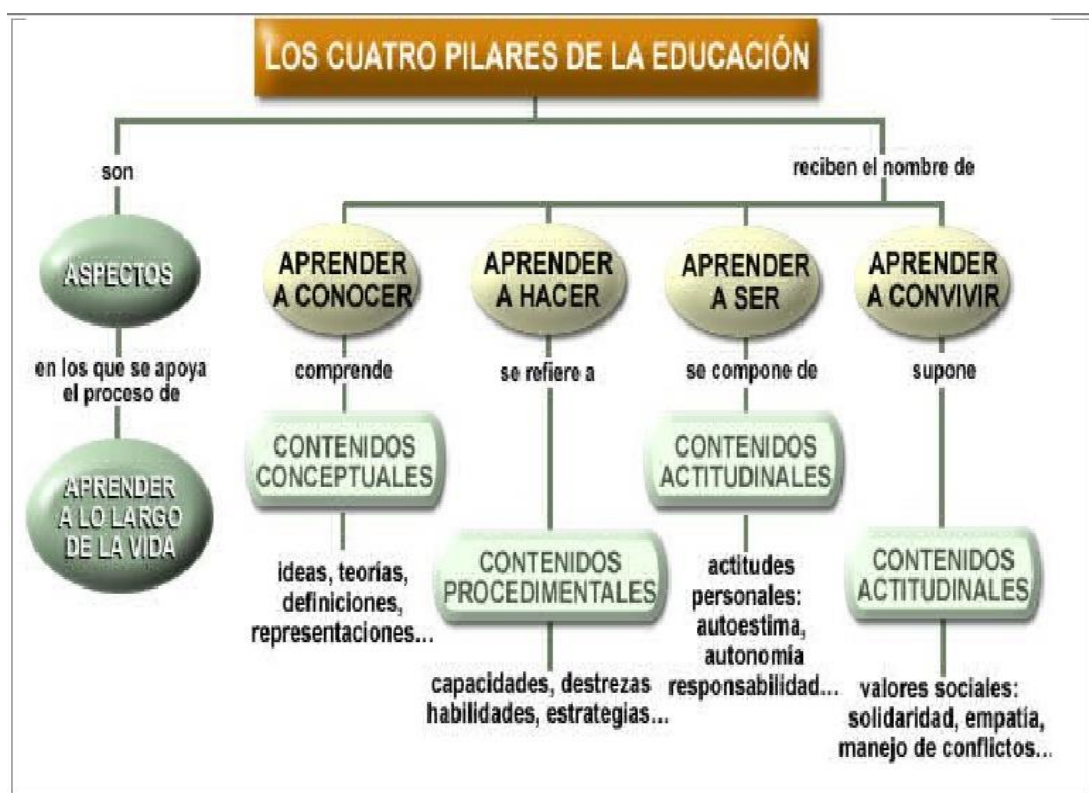 LOS CUATRO PILARES DE LA EDUCACIÓN
son
reciben el nombre de
ASPECTOS
en los que se apoya
el proceso de
APRENDER
A LO LARGO
DE LA VIDA
APRENDER
A CONOCER
comprende
CONTENIDOS
CONCEPTUALES
ideas, teorías,
definiciones,
representaciones...
APRENDER
A HACER
se refiere a
CONTENIDOS
PROCEDIMENTALES
capacidades, destrezas
habilidades, estrategias...
APRENDER
A SER
se compone de
CONTENIDOS
ACTITUDINALES
actitudes
personales:
autoestima,
autonomía
responsabilidad...
APRENDER
A CONVIVIR
supone
CONTENIDOS
ACTITUDINALES
valores sociales:
solidaridad, empatía,
manejo de conflictos...